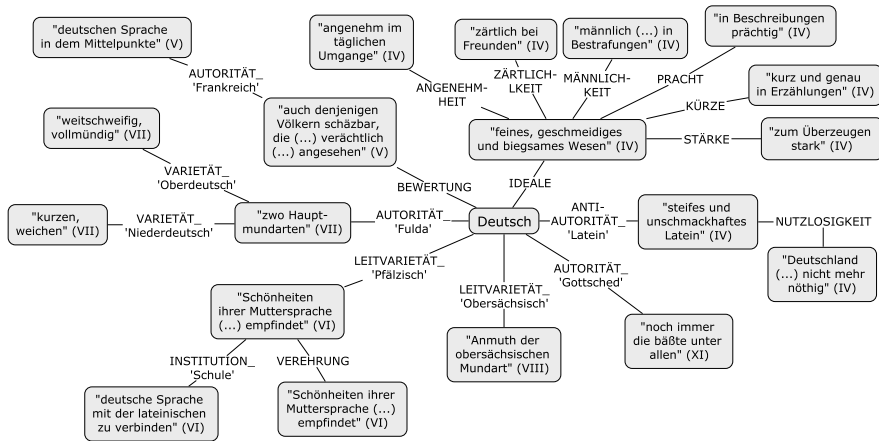 "deutschen Sprache
in dem Mittelpunkte" (V)
"angenehm im
täglichen
Umgange" (IV)
"zärtlich bei
Freunden" (IV)
"männlich (...) in
Bestrafungen" (IV)
"in Beschreibungen
prächtig" (IV)
AUTORITÄT_
'Frankreich'
ANGENEHM-
HEIT
ZÄRTLICH-
LKEIT
MÄNNLICH-
KEIT
PRACHT
"kurz und genau
in Erzählungen" (IV)
KÜRZE
"weitschweifig,
vollmündig" (VII)
"auch denjenigen
Völkern schäzbar,
die (...) verächtlich
(...) angesehen" (V)
"feines, geschmeidiges
und biegsames Wesen" (IV)
STÄRKE
"zum Überzeugen
stark" (IV)
VARIETÄT_
'Oberdeutsch'
BEWERTUNG
IDEALE
"kurzen,
weichen" (VII)
VARIETÄT_
'Niederdeutsch'
"zwo Haupt-
mundarten" (VII)
AUTORITÄT_
'Fulda'
Deutsch
ANTI-
AUTORITÄT_
'Latein'
"steifes und
unschmackhaftes
Latein" (IV)
NUTZLOSIGKEIT
"Deutschland
(...) nicht mehr
nöthig" (IV)
LEITVARIETÄT_
'Pfälzisch'
LEITVARIETÄT_
'Obersächsisch'
AUTORITÄT_
'Gottsched'
"Schönheiten
ihrer Muttersprache
(...) empfindet" (VI)
"Anmuth der
obersächsischen
Mundart" (VIII)
"noch immer
die bäßte unter
allen" (XI)
INSTITUTION_
'Schule'
VEREHRUNG
"deutsche Sprache
mit der lateinischen
zu verbinden" (VI)
"Schönheiten ihrer
Muttersprache (...)
empfindet" (VI)